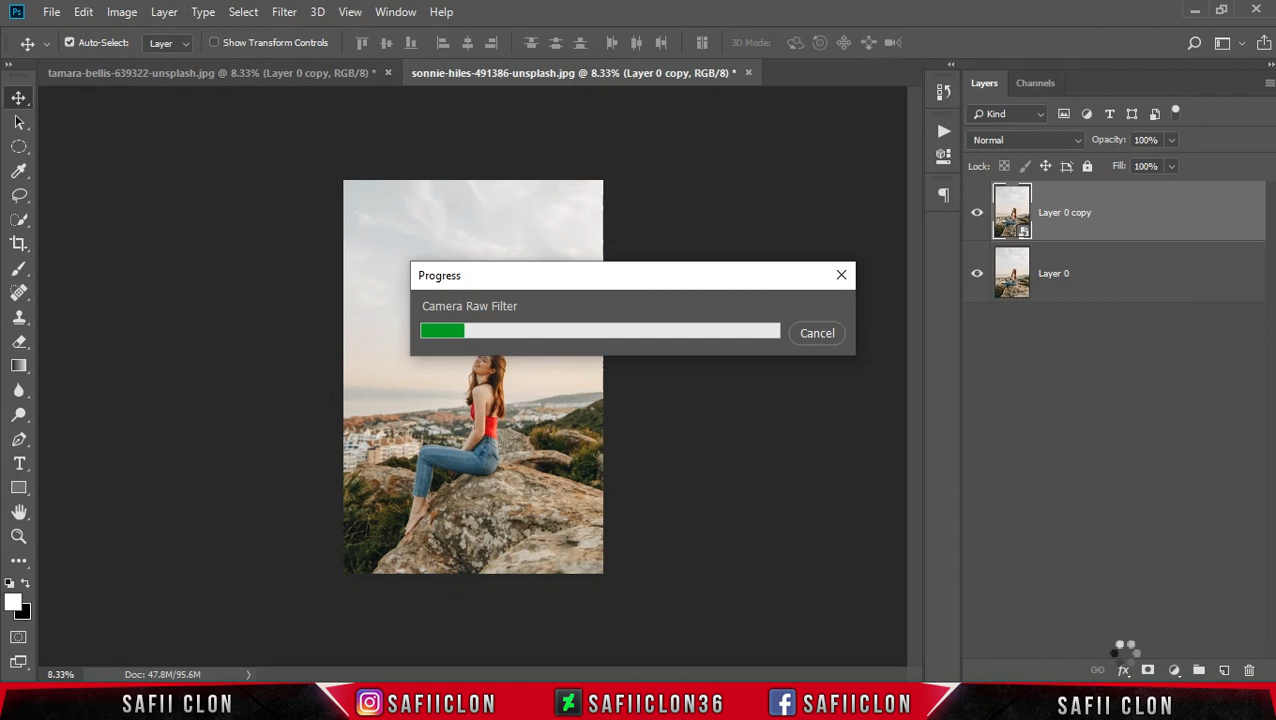 Ps File Edit Image Layer Type Select Filter 3D View Window Help
Auto-Select: Layer Show Transform Controls 3D Mode:
tamara-bellis-639322-unsplash.jpg @ 8.33% (Layer 0 copy, RGB/8) * sonnie-hiles-491386-unsplash.jpg @ 8.33% (Layer 0 copy, RGB/8) *
Layers Channels
Kind
Normal Opacity: 100%
Lock: Fill: 100%
Layer 0 copy
Layer 0
Progress
Camera Raw Filter
Cancel
8.33% Doc: 47.8M/95.6M
SAFII CLON SAFIICLON SAFIICLON36 SAFIICLON SAFII CLON